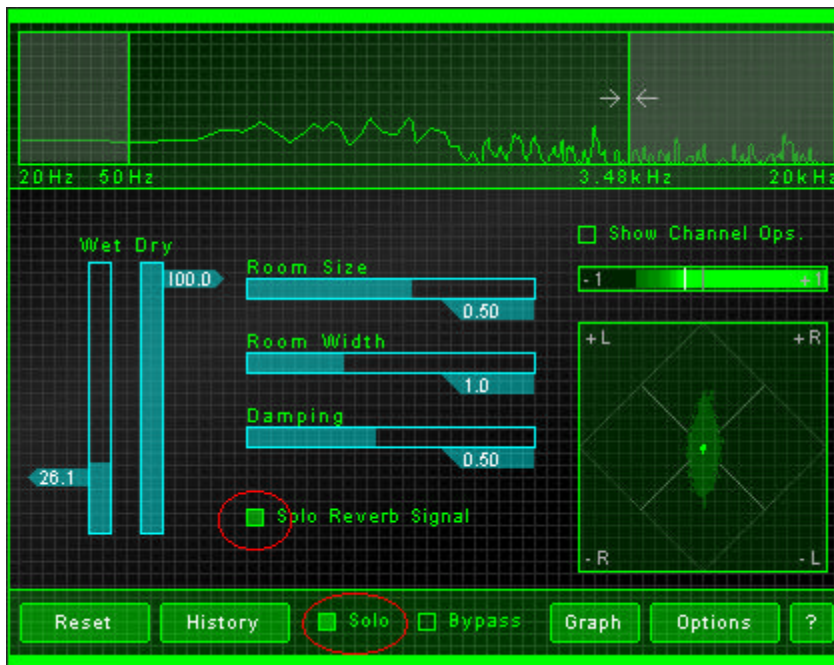 20Hz 50Hz 3.48kHz 20kHz
Wet Dry
100.0
26.1
Room Size
0.50
Room Width
1.0
Damping
0.50
Solo Reverb Signal
Show Channel Ops.
-1 +1
+L +R
-R -L
Reset History Solo Bypass Graph Options ?